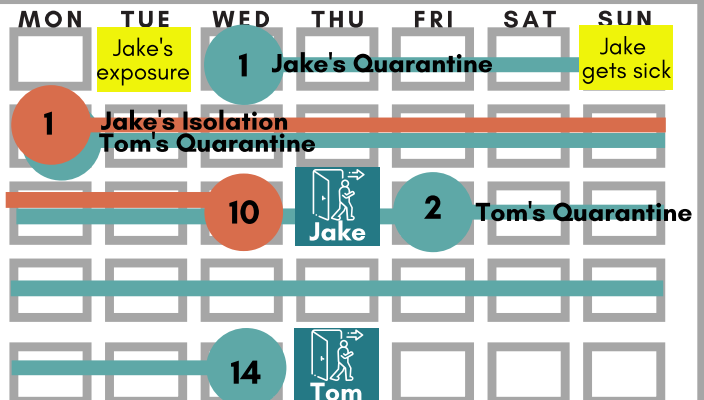 MON TUE WED THU FRI SAT SUN
Jake's
exposure
1
Jake's Quarantine
Jake
gets sick
1
Jake's Isolation
Tom's Quarantine
10
Jake
2
Tom's Quarantine
14
Tom